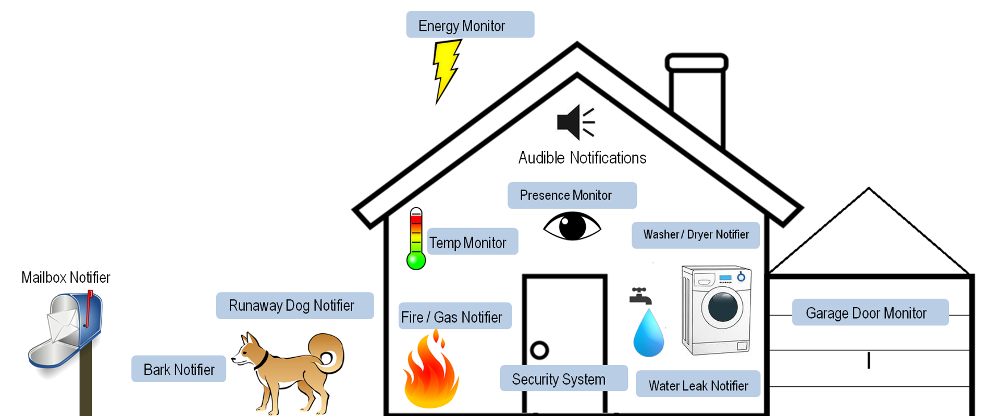 Energy Monitor
Audible Notifications
Presence Monitor
Washer / Dryer Notifier
Temp Monitor
Mailbox Notifier
Runaway Dog Notifier
Fire / Gas Notifier
Garage Door Monitor
Bark Notifier
Security System
Water Leak Notifier